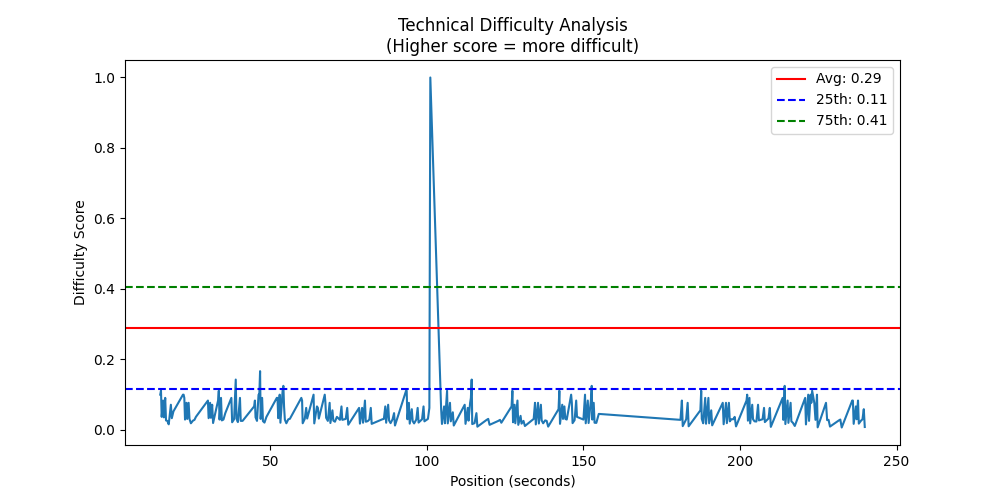 Technical Difficulty Analysis
(Higher score = more difficult)
Avg: 0.29
25th: 0.11
75th: 0.41
1.0
0.8
0.6
0.4
0.2
0.0
Difficulty Score
50
100
150
200
250
Position (seconds)